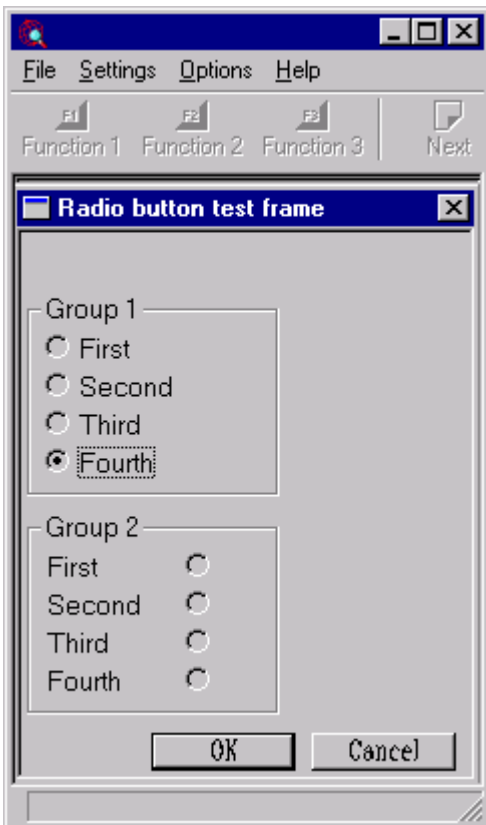 File Settings Options Help
F1 F2 F3
Function 1 Function 2 Function 3 Next
Radio button test frame
Group 1
First
Second
Third
Fourth
Group 2
First
Second
Third
Fourth
OK Cancel